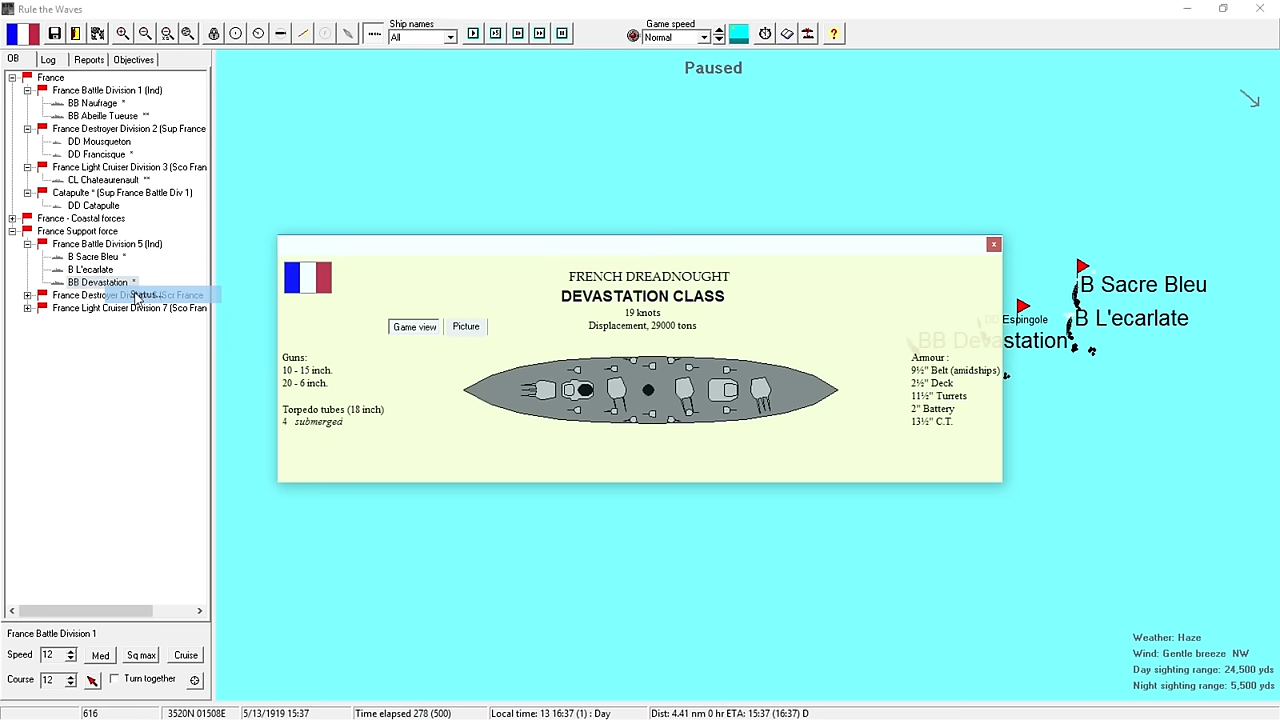 Rule the Waves
Ship names
All
Game speed
Normal
?
OB
Log
Reports
Objectives
France
France Battle Division 1 (Ind)
BB Naufrage *
BB Abeille Tueuse **
France Destroyer Division 2 (Sup France
DD Mousqueton
DD Francisque *
France Light Cruiser Division 3 (Sco Fran
CL Chateaurenault **
Catapulte * (Sup France Battle Div 1)
DD Catapulte
France - Coastal forces
France Support force
France Battle Division 5 (Ind)
B Sacre Bleu *
B L'ecarlate
BB Devastation *
Status...
France Light Cruiser Division 7 (Sco Fran
France Battle Division 1
Speed 12 Med Sq max Cruise
Course 12 Turn together
Paused
FRENCH DREADNOUGHT
DEVASTATION CLASS
19 knots
Displacement, 29000 tons
Game view Picture
Guns:
10 - 15 inch.
20 - 6 inch.
Torpedo tubes (18 inch)
4 submerged
Armour :
9½" Belt (amidships)
2½" Deck
11½" Turrets
2" Battery
13½" C.T.
B Sacre Bleu
B L'ecarlate
DD Espingole
BB Devastation
Weather: Haze
Wind: Gentle breeze NW
Day sighting range: 24,500 yds
Night sighting range: 5,500 yds
616
3520N 01508E
5/13/1919 15:37
Time elapsed 278 (500)
Local time: 13 16:37 (1) : Day
Dist: 4.41 nm 0 hr ETA: 15:37 (16:37) D